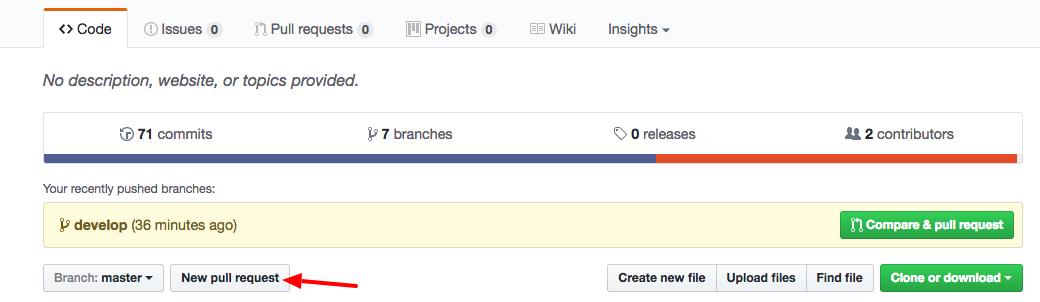 Code Issues 0 Pull requests 0 Projects 0 Wiki Insights
No description, website, or topics provided.
71 commits 7 branches 0 releases 2 contributors
Your recently pushed branches:
develop (36 minutes ago) Compare & pull request
Branch: master New pull request Create new file Upload files Find file Clone or download